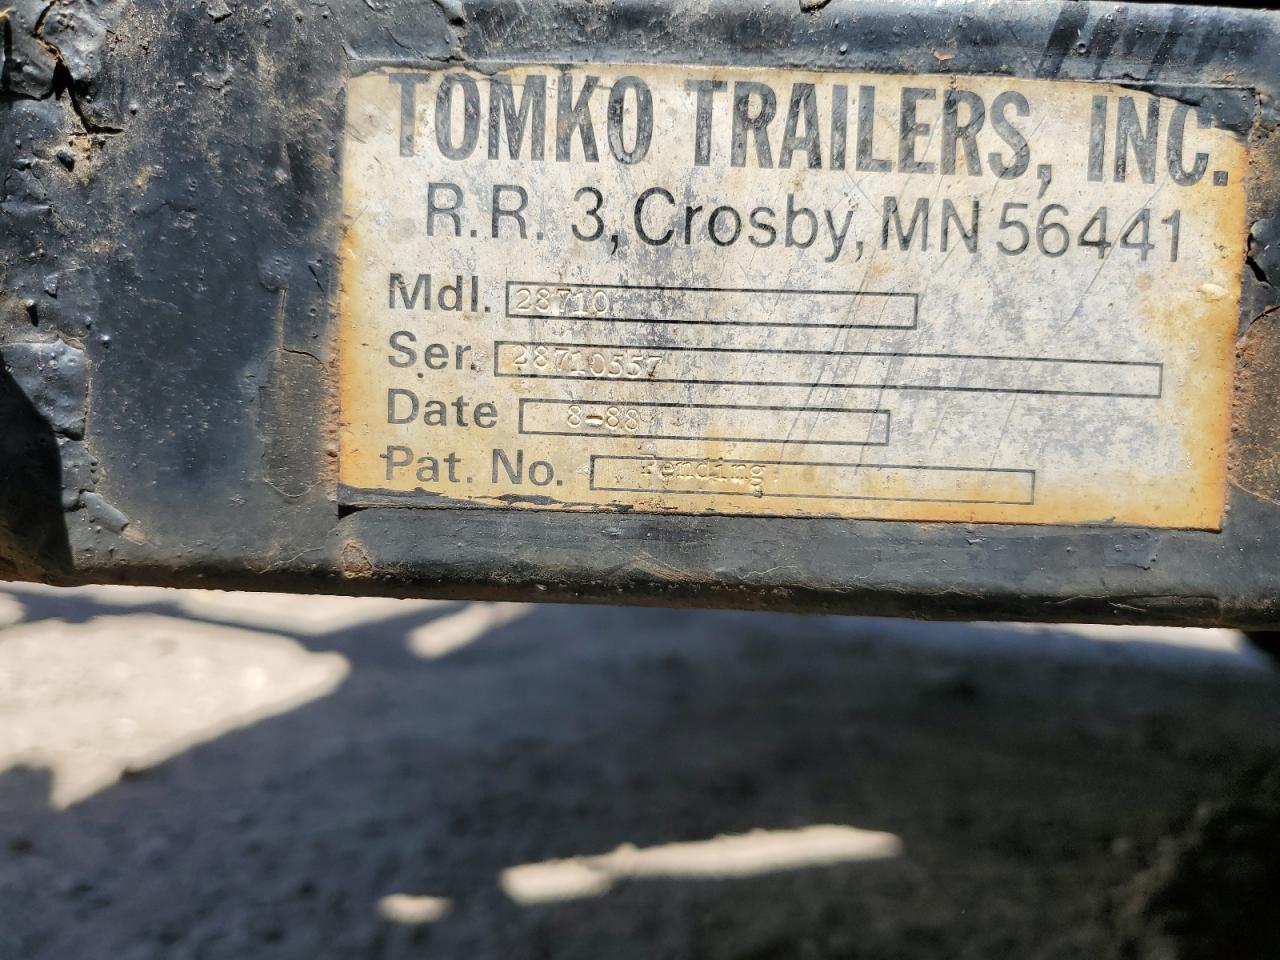 TOMKO TRAILERS, INC.
R.R. 3, Crosby, MN 56441
Mdl. 28710
Ser. 28710557
Date 8-88
Pat. No. Pending.